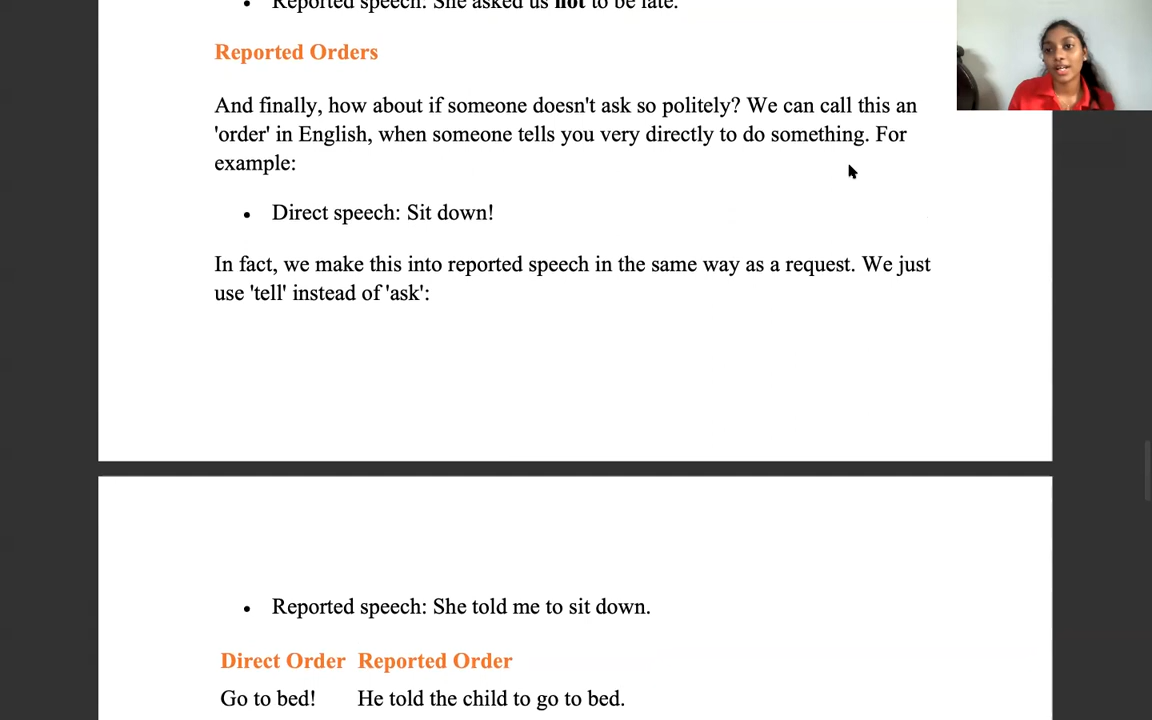 • Reported speech: She asked us not to be late.
Reported Orders
And finally, how about if someone doesn't ask so politely? We can call this an
'order' in English, when someone tells you very directly to do something. For
example:
• Direct speech: Sit down!
In fact, we make this into reported speech in the same way as a request. We just
use 'tell' instead of 'ask':
• Reported speech: She told me to sit down.
Direct Order Reported Order
Go to bed! He told the child to go to bed.